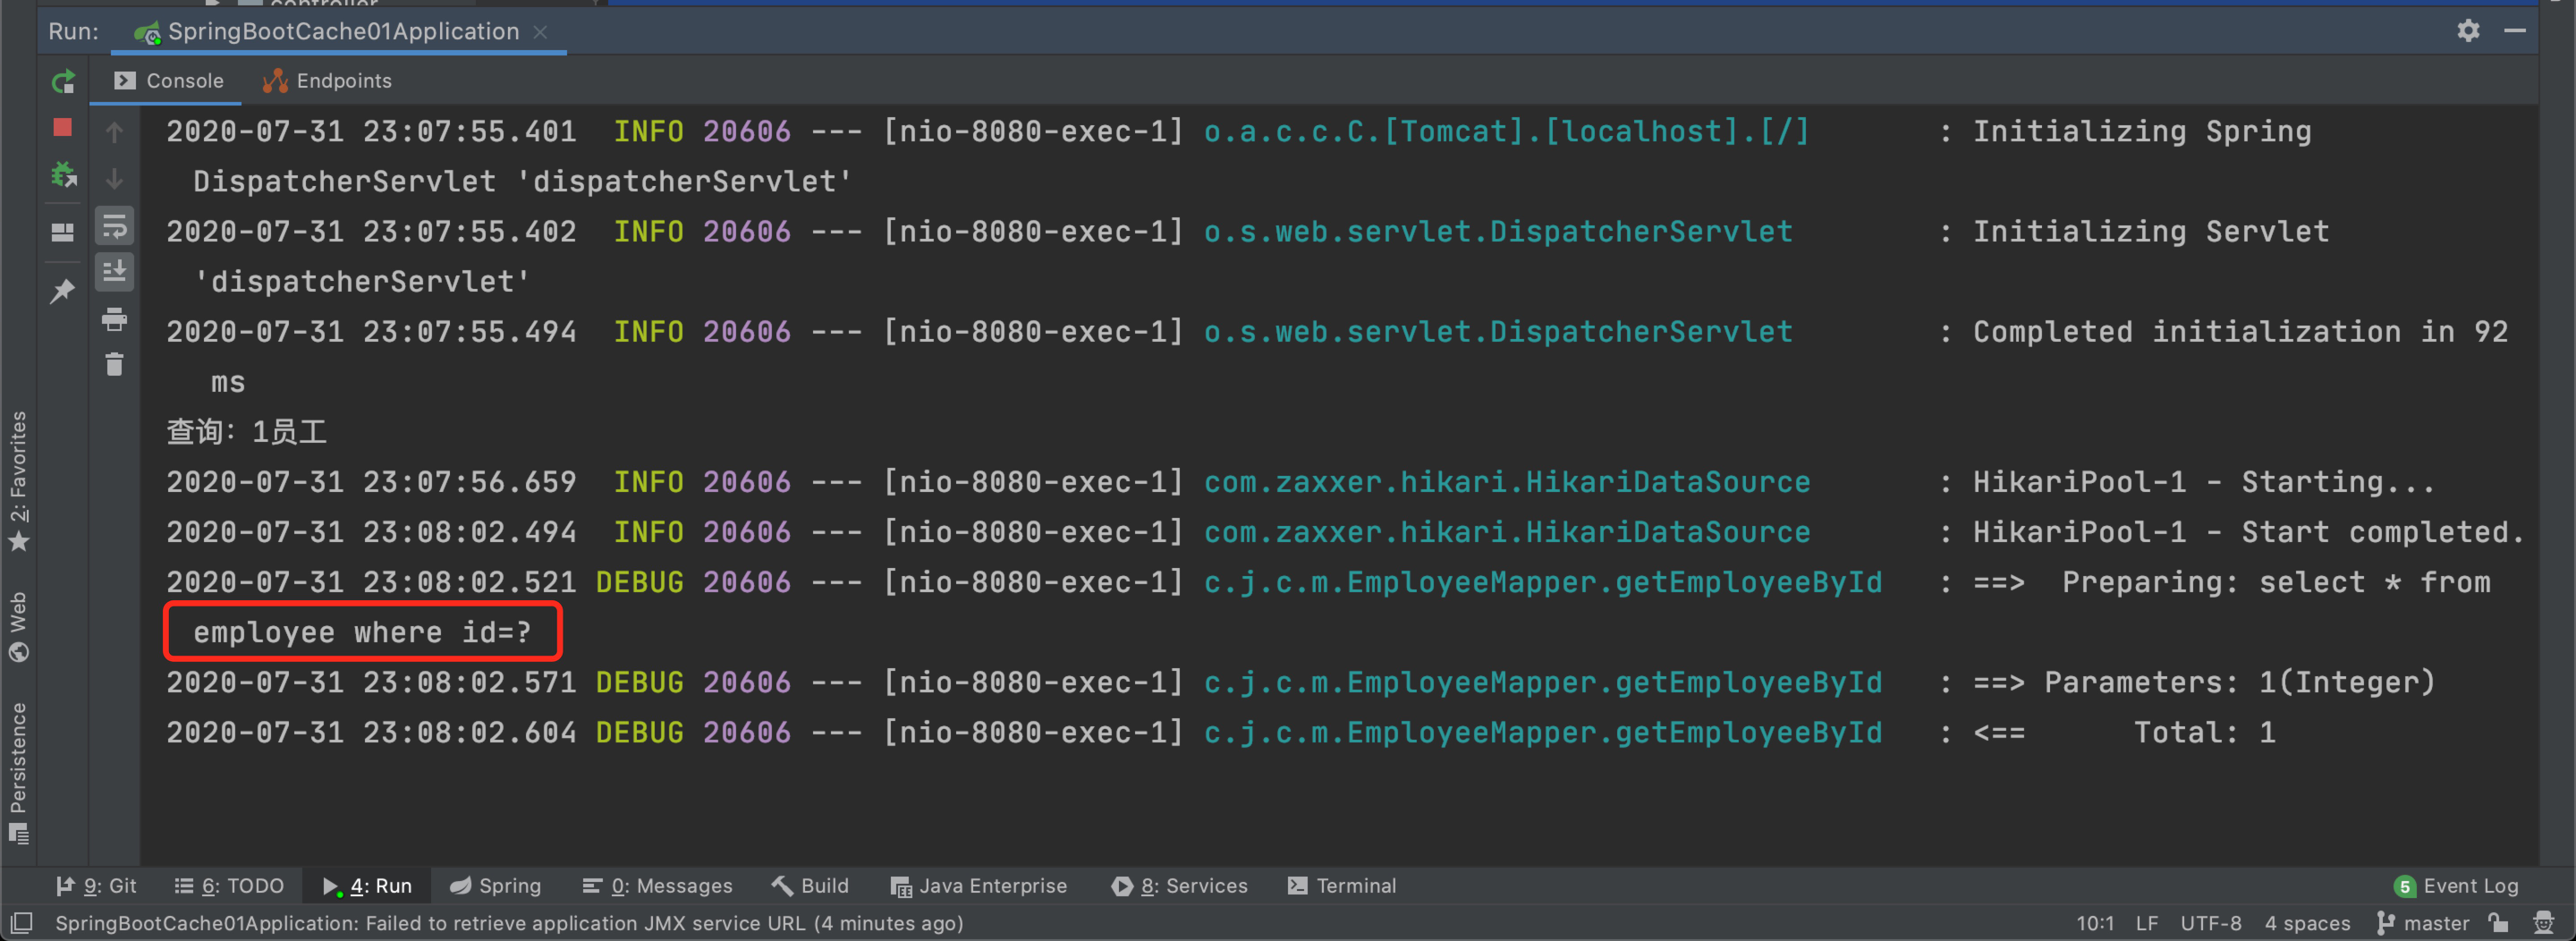 controller
Run: SpringBootCache01Application
Console Endpoints
2020-07-31 23:07:55.401  INFO 20606 --- [nio-8080-exec-1] o.a.c.c.C.[Tomcat].[localhost].[/]       : Initializing Spring
DispatcherServlet 'dispatcherServlet'
2020-07-31 23:07:55.402  INFO 20606 --- [nio-8080-exec-1] o.s.web.servlet.DispatcherServlet        : Initializing Servlet
'dispatcherServlet'
2020-07-31 23:07:55.494  INFO 20606 --- [nio-8080-exec-1] o.s.web.servlet.DispatcherServlet        : Completed initialization in 92
ms
查询：1员工
2020-07-31 23:07:56.659  INFO 20606 --- [nio-8080-exec-1] com.zaxxer.hikari.HikariDataSource       : HikariPool-1 - Starting...
2020-07-31 23:08:02.494  INFO 20606 --- [nio-8080-exec-1] com.zaxxer.hikari.HikariDataSource       : HikariPool-1 - Start completed.
2020-07-31 23:08:02.521 DEBUG 20606 --- [nio-8080-exec-1] c.j.c.m.EmployeeMapper.getEmployeeById   : ==>  Preparing: select * from
employee where id=?
2020-07-31 23:08:02.571 DEBUG 20606 --- [nio-8080-exec-1] c.j.c.m.EmployeeMapper.getEmployeeById   : ==> Parameters: 1(Integer)
2020-07-31 23:08:02.604 DEBUG 20606 --- [nio-8080-exec-1] c.j.c.m.EmployeeMapper.getEmployeeById   : <==      Total: 1
2: Favorites
Web
Persistence
9: Git 6: TODO 4: Run Spring 0: Messages Build Java Enterprise 8: Services Terminal 5 Event Log
SpringBootCache01Application: Failed to retrieve application JMX service URL (4 minutes ago) 10:1 LF UTF-8 4 spaces master